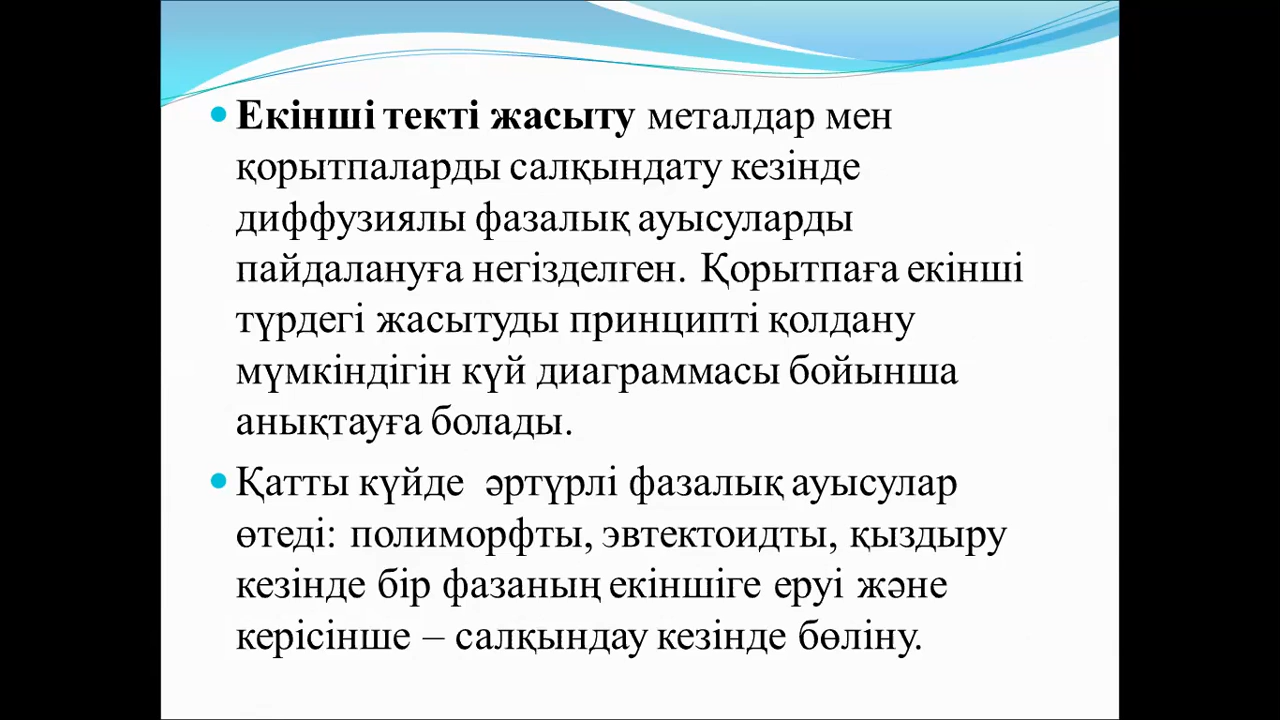 Екінші текті жасыту металдар мен
қорытпаларды салқындату кезінде
диффузиялы фазалық ауысуларды
пайдалануға негізделген. Қорытпаға екінші
түрдегі жасытуды принципті қолдану
мүмкіндігін күй диаграммасы бойынша
анықтауға болады.
Қатты күйде әртүрлі фазалық ауысулар
өтеді: полиморфты, эвтектоидты, қыздыру
кезінде бір фазаның екіншіге еруі және
керісінше – салқындау кезінде бөліну.